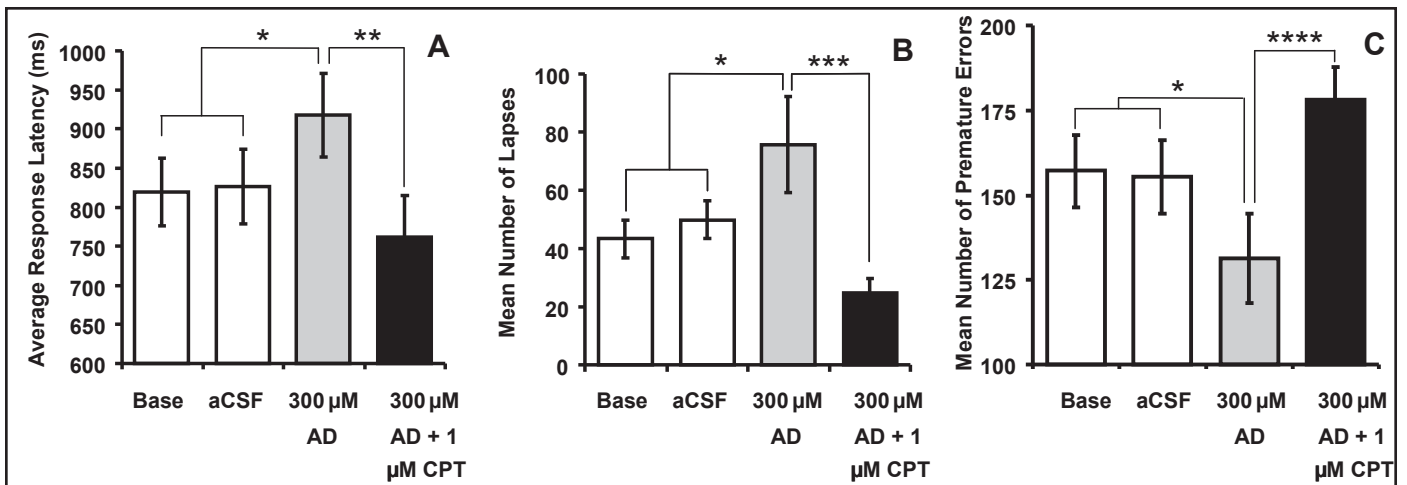 A
Average Response Latency (ms)
1000
950
900
850
800
750
700
650
600
*
**
Base aCSF 300 µM 300 µM
AD AD + 1
µM CPT
B
Mean Number of Lapses
100
80
60
40
20
0
*
***
Base aCSF 300 µM 300 µM
AD AD + 1
µM CPT
C
Mean Number of Premature Errors
200
175
150
125
100
*
****
Base aCSF 300 µM 300 µM
AD AD + 1
µM CPT